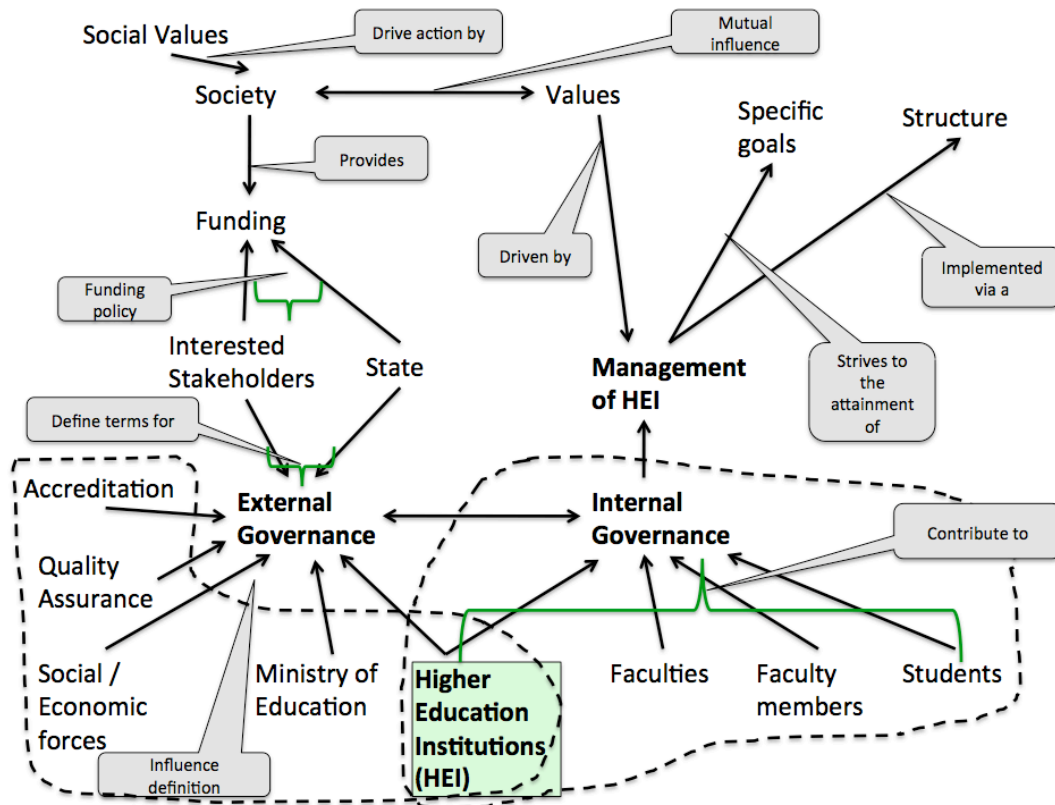 Social Values
Drive action by
Mutual
influence
Society
Values
Specific
goals
Structure
Provides
Funding
Driven by
Implemented
via a
Funding
policy
Interested
Stakeholders
State
Management
of HEI
Strives to
the
attainment
of
Define terms for
Accreditation
External
Governance
Internal
Governance
Contribute to
Quality
Assurance
Social /
Economic
forces
Ministry of
Education
Higher
Education
Institutions
(HEI)
Faculties
Faculty
members
Students
Influence
definition